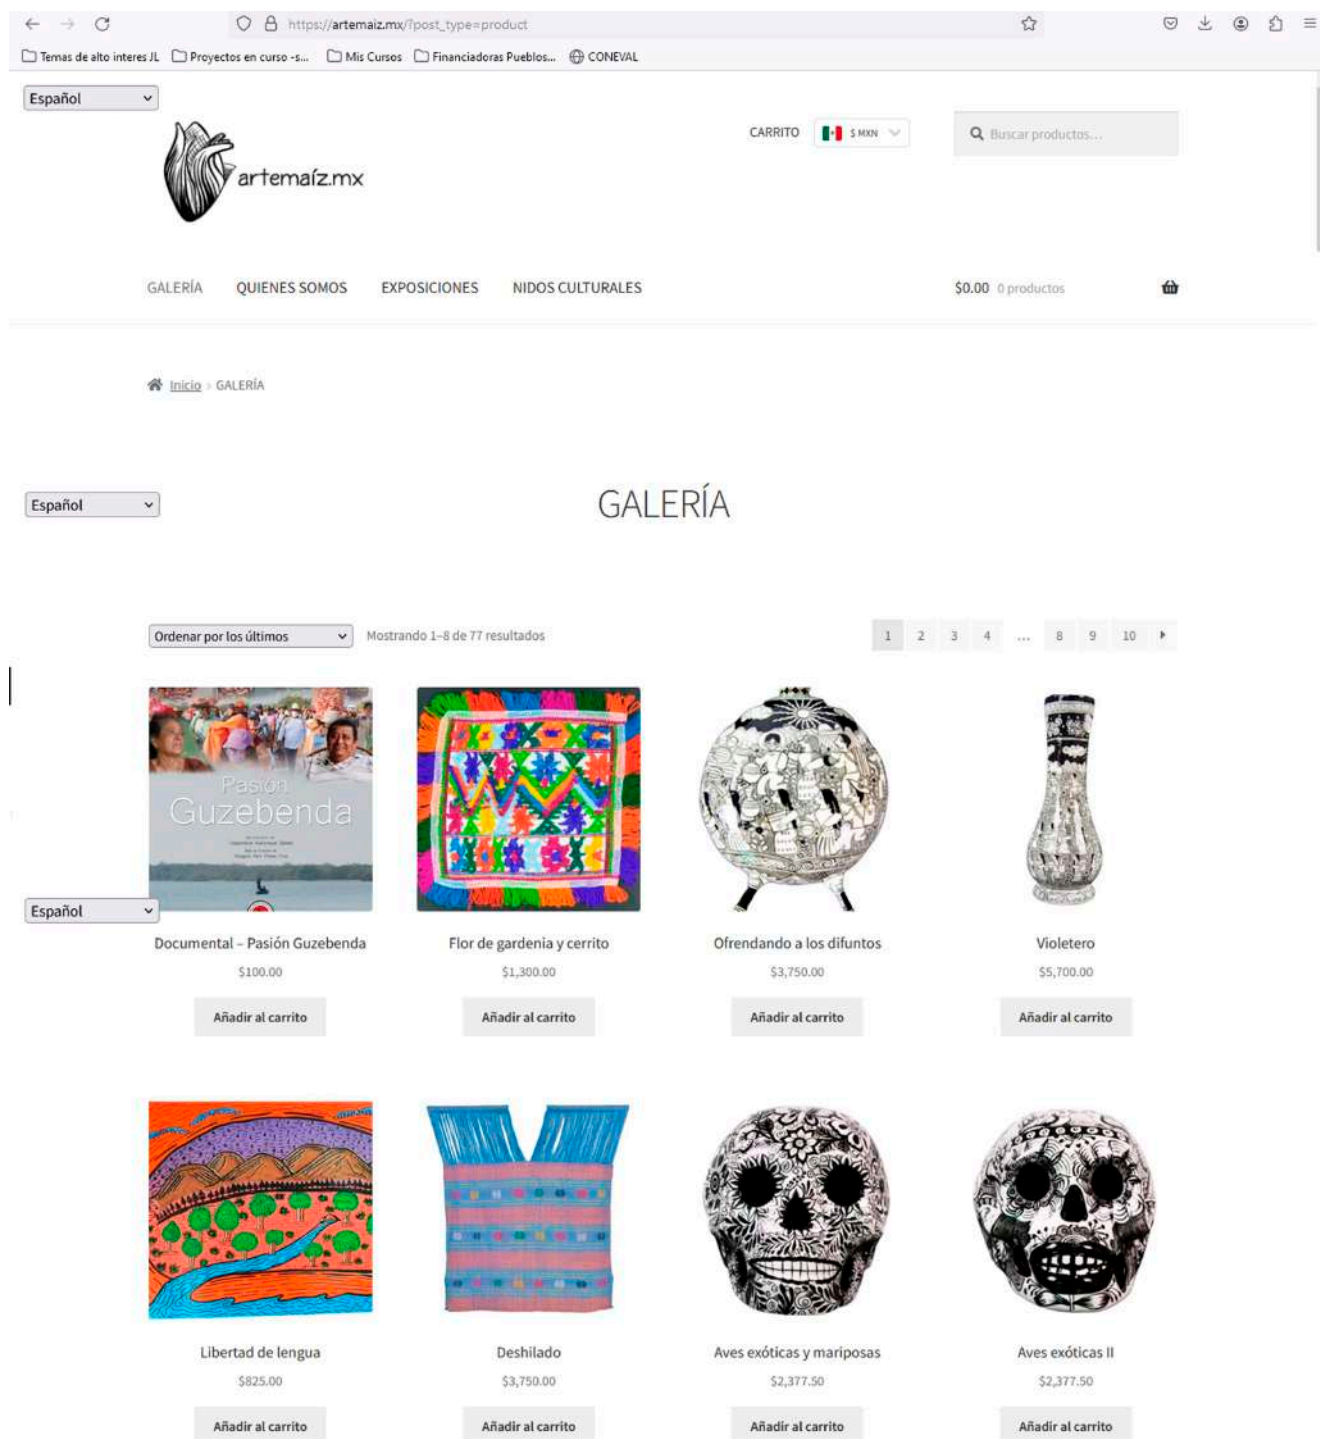 https://artemaiz.mx/?post_type=product
Temas de alto interes JL Proyectos en curso -s... Mis Cursos Financiadoras Pueblos... CONEVAL
Español
CARRITO $ MXN Buscar productos...
artemaíz.mx
GALERÍA QUIENES SOMOS EXPOSICIONES NIDOS CULTURALES $0.00 0 productos
Inicio > GALERÍA
Español
GALERÍA
Ordenar por los últimos Mostrando 1–8 de 77 resultados 1 2 3 4 ... 8 9 10
Pasión
Guzebenda
Español
Documental – Pasión Guzebenda Flor de gardenia y cerrito Ofrendando a los difuntos Violetero
$100.00 $1,300.00 $3,750.00 $5,700.00
Añadir al carrito Añadir al carrito Añadir al carrito Añadir al carrito
Libertad de lengua Deshilado Aves exóticas y mariposas Aves exóticas II
$825.00 $3,750.00 $2,377.50 $2,377.50
Añadir al carrito Añadir al carrito Añadir al carrito Añadir al carrito